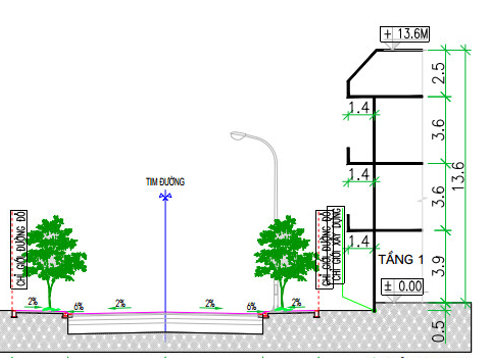 ± 13.6M
2.5
1.4
3.6
13.6
TIM ĐƯỜNG
1.4
3.6
CHỈ GIỚI ĐƯỜNG ĐỎ
CHỈ GIỚI ĐƯỜNG ĐỎ
CHỈ GIỚI XÂY DỰNG
1.4
TẦNG 1
3.9
± 0.00
2%
6%
2%
2%
6%
2%
0.5